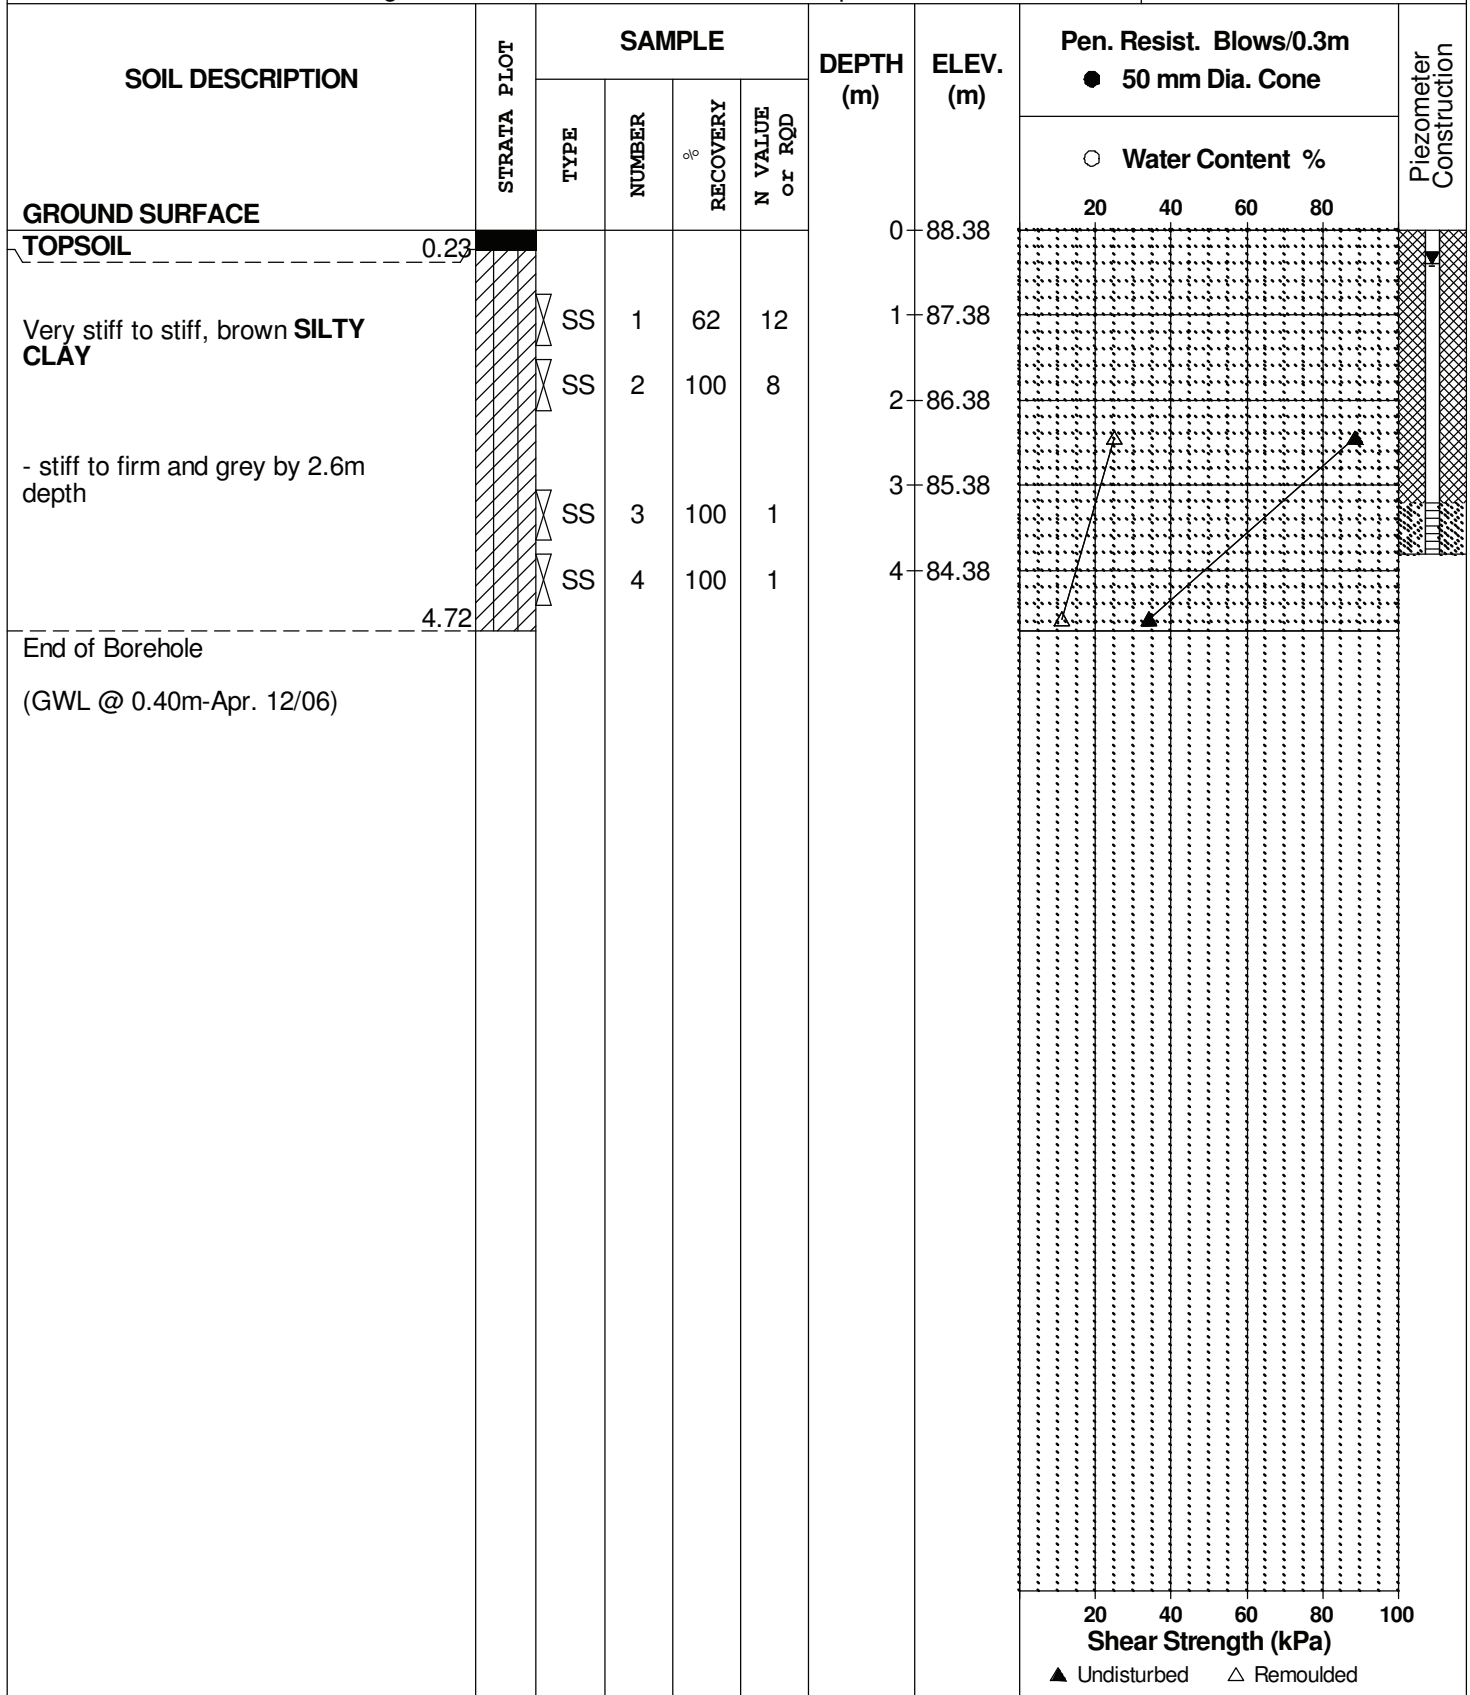 SOIL DESCRIPTION
STRATA PLOT
SAMPLE
TYPE
NUMBER
%
RECOVERY
N VALUE
or RQD
DEPTH
(m)
ELEV.
(m)
Pen. Resist. Blows/0.3m
● 50 mm Dia. Cone
○ Water Content %
20 40 60 80
Piezometer
Construction
GROUND SURFACE
0 88.38
TOPSOIL 0.23
Very stiff to stiff, brown SILTY
CLAY
SS 1 62 12
1 87.38
SS 2 100 8
2 86.38
- stiff to firm and grey by 2.6m
depth
3 85.38
SS 3 100 1
SS 4 100 1
4 84.38
4.72
End of Borehole
(GWL @ 0.40m-Apr. 12/06)
20 40 60 80 100
Shear Strength (kPa)
▲ Undisturbed △ Remoulded